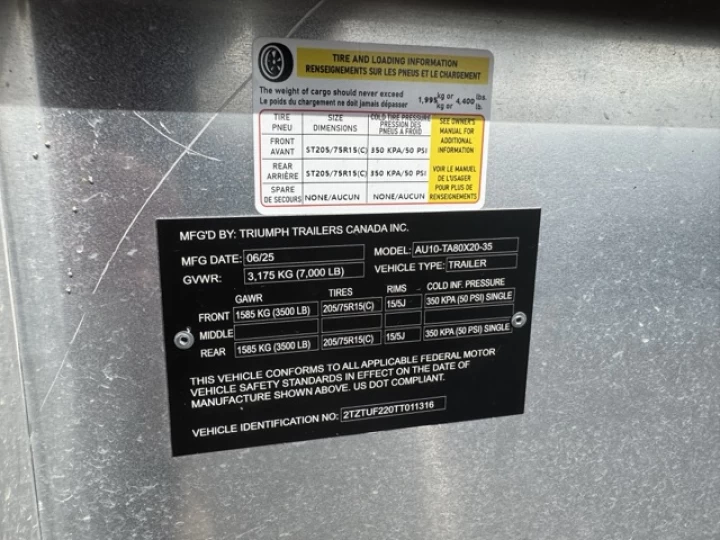 TIRE AND LOADING INFORMATION
RENSEIGNEMENTS SUR LES PNEUS ET LE CHARGEMENT
The weight of cargo should never exceed 1,995 kg or 4,400 lbs.
Le poids du chargement ne doit jamais dépasser kg or lb.
TIRE PNEU SIZE DIMENSIONS COLD TIRE PRESSURE PRESSION DES PNEUS A FROID
SEE OWNER'S MANUAL FOR ADDITIONAL INFORMATION
FRONT AVANT ST205/75R15(C) 350 KPA/50 PSI
REAR ARRIÈRE ST205/75R15(C) 350 KPA/50 PSI
VOIR LE MANUEL DE L'USAGER POUR PLUS DE RENSEIGNEMENTS
SPARE DE SECOURS NONE/AUCUN NONE/AUCUN
MFG'D BY: TRIUMPH TRAILERS CANADA INC.
MFG DATE: 06/25 MODEL: AU10-TA80X20-35
GVWR: 3,175 KG (7,000 LB) VEHICLE TYPE: TRAILER
GAWR TIRES RIMS COLD INF. PRESSURE
FRONT 1585 KG (3500 LB) 205/75R15(C) 15/5J 350 KPA (50 PSI) SINGLE
MIDDLE
REAR 1585 KG (3500 LB) 205/75R15(C) 15/5J 350 KPA (50 PSI) SINGLE
THIS VEHICLE CONFORMS TO ALL APPLICABLE FEDERAL MOTOR
VEHICLE SAFETY STANDARDS IN EFFECT ON THE DATE OF
MANUFACTURE SHOWN ABOVE. US DOT COMPLIANT.
VEHICLE IDENTIFICATION NO: 2TZTUF220TT011316